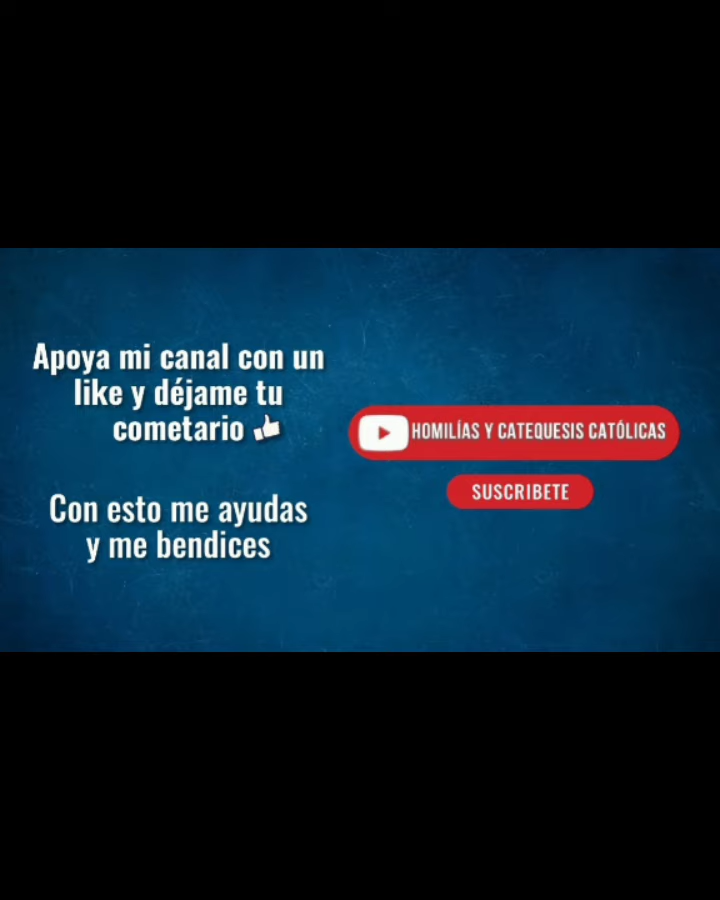 Apoya mi canal con un
like y déjame tu
cometario
Con esto me ayudas
y me bendices
HOMILÍAS Y CATEQUESIS CATÓLICAS
SUSCRIBETE